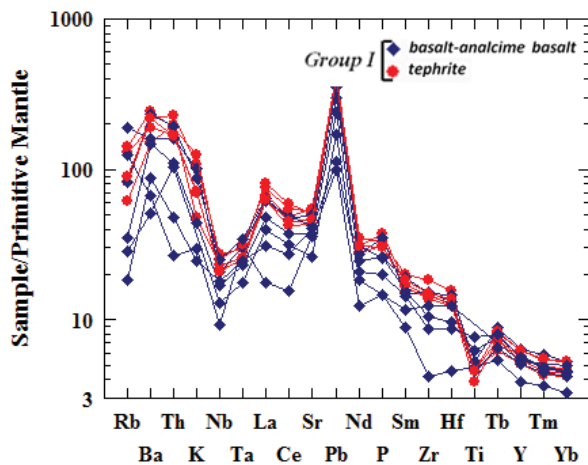 1000
100
10
3
Sample/Primitive Mantle
Group I
basalt-analcime basalt
tephrite
Rb Th Nb La Sr Nd Sm Hf Tb Tm
Ba K Ta Ce Pb P Zr Ti Y Yb